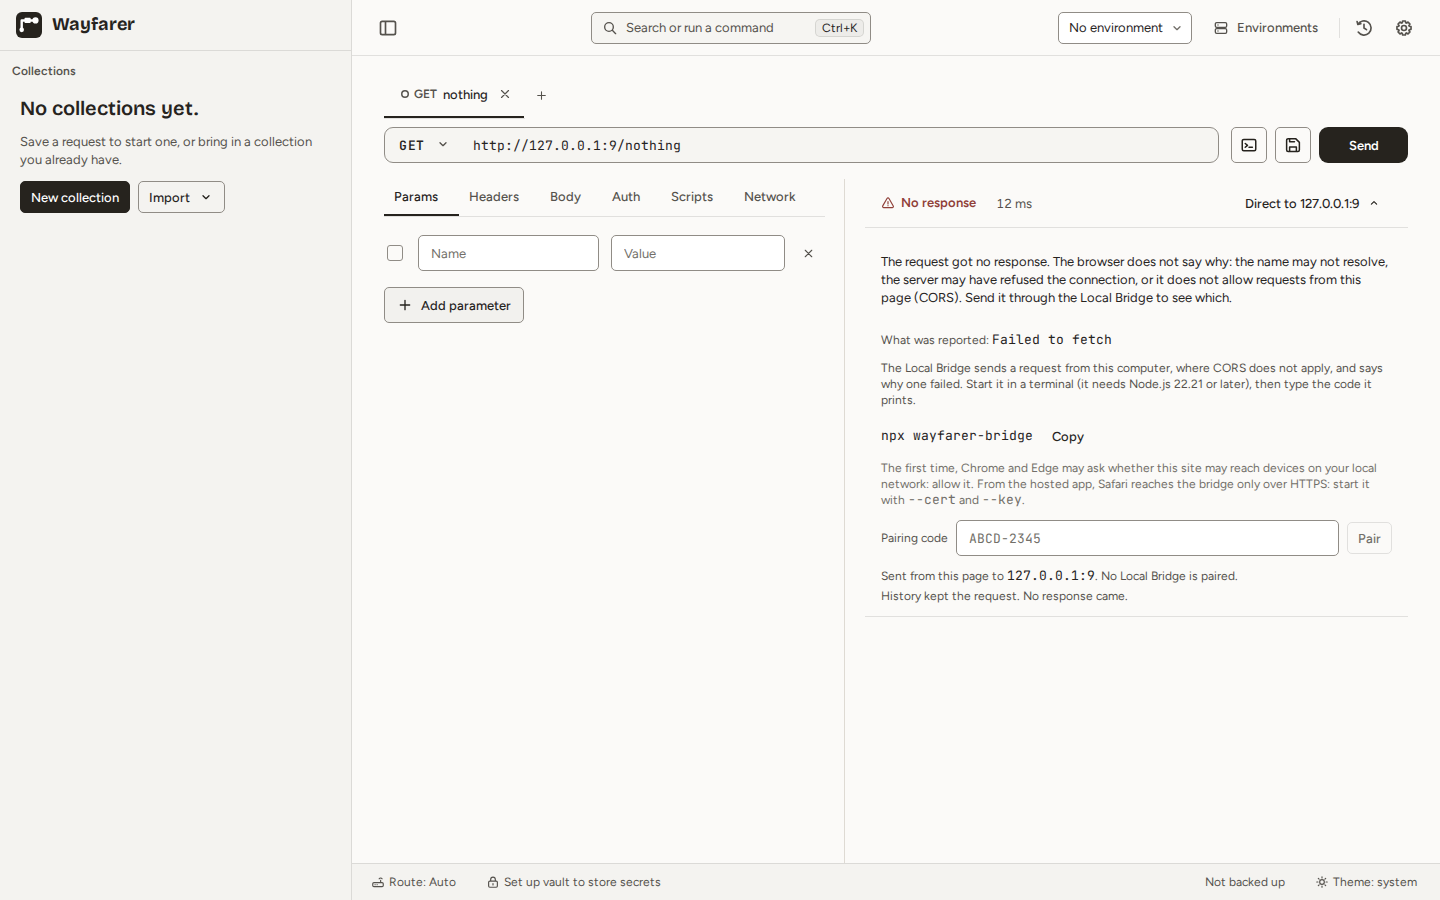 Wayfarer
Search or run a command
Ctrl+K
No environment
Environments
Collections
No collections yet.
Save a request to start one, or bring in a collection
you already have.
New collection
Import
GET nothing
GET
http://127.0.0.1:9/nothing
Send
Params
Headers
Body
Auth
Scripts
Network
Name
Value
Add parameter
No response
12 ms
Direct to 127.0.0.1:9
The request got no response. The browser does not say why: the name may not resolve,
the server may have refused the connection, or it does not allow requests from this
page (CORS). Send it through the Local Bridge to see which.
What was reported: Failed to fetch
The Local Bridge sends a request from this computer, where CORS does not apply, and says
why one failed. Start it in a terminal (it needs Node.js 22.21 or later), then type the code it
prints.
npx wayfarer-bridge
Copy
The first time, Chrome and Edge may ask whether this site may reach devices on your local
network: allow it. From the hosted app, Safari reaches the bridge only over HTTPS: start it
with --cert and --key.
Pairing code
ABCD-2345
Pair
Sent from this page to 127.0.0.1:9. No Local Bridge is paired.
History kept the request. No response came.
Route: Auto
Set up vault to store secrets
Not backed up
Theme: system